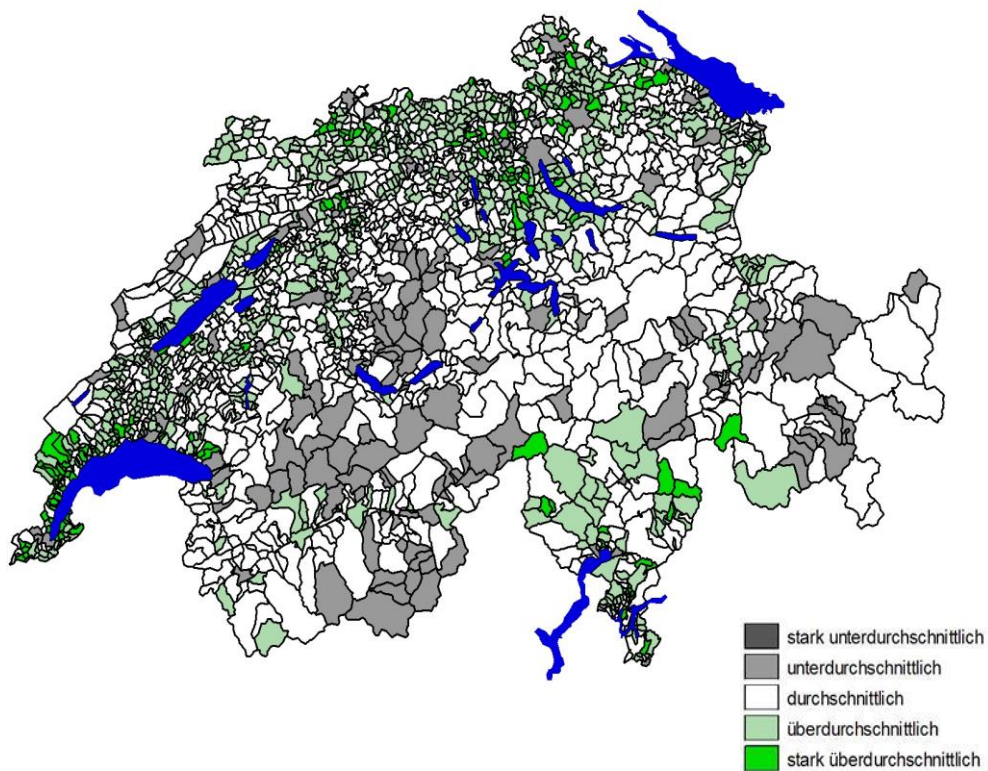 stark unterdurchschnittlich
unterdurchschnittlich
durchschnittlich
überdurchschnittlich
stark überdurchschnittlich